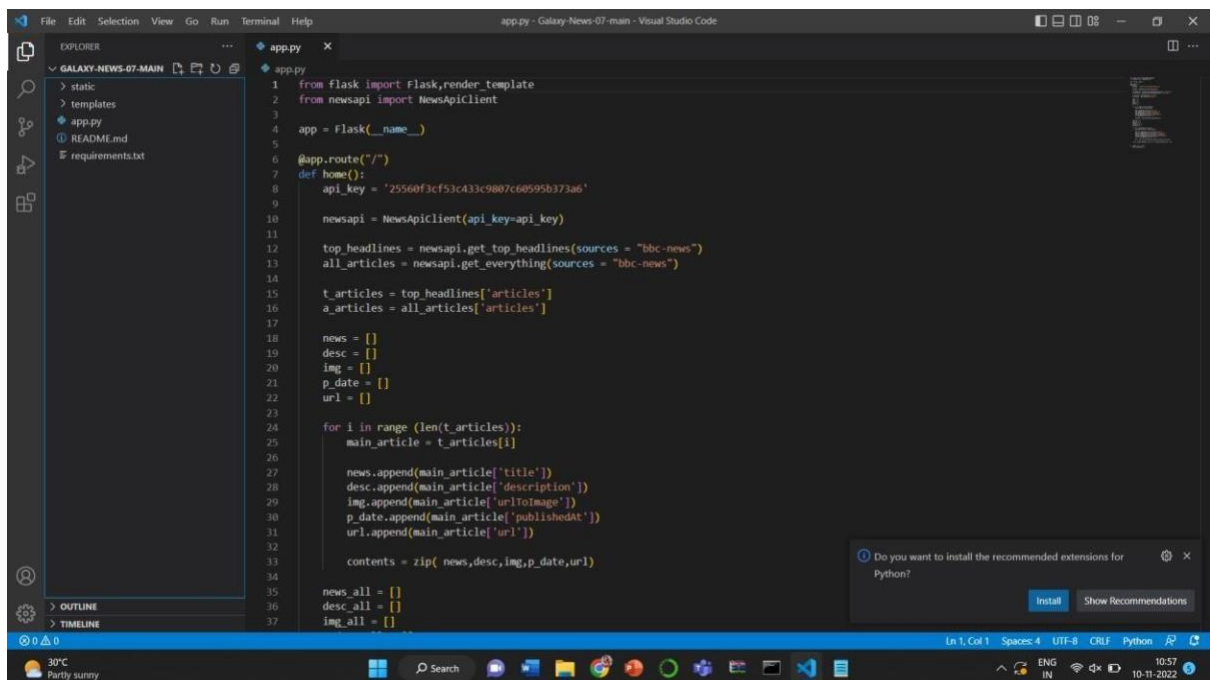 File Edit Selection View Go Run Terminal Help
app.py - Galaxy-News-07-main - Visual Studio Code
EXPLORER
app.py
GALAXY-NEWS-07-MAIN
static
templates
app.py
README.md
requirements.txt
OUTLINE
TIMELINE
app.py
1 from flask import Flask,render_template
2 from newsapi import NewsApiClient
3
4 app = Flask(__name__)
5
6 @app.route("/")
7 def home():
8 api_key = '25560f3cf53c433c9807c60595b373a6'
9
10 newsapi = NewsApiClient(api_key=api_key)
11
12 top_headlines = newsapi.get_top_headlines(sources = "bbc-news")
13 all_articles = newsapi.get_everything(sources = "bbc-news")
14
15 t_articles = top_headlines['articles']
16 a_articles = all_articles['articles']
17
18 news = []
19 desc = []
20 img = []
21 p_date = []
22 url = []
23
24 for i in range (len(t_articles)):
25 main_article = t_articles[i]
26
27 news.append(main_article['title'])
28 desc.append(main_article['description'])
29 img.append(main_article['urlToImage'])
30 p_date.append(main_article['publishedAt'])
31 url.append(main_article['url'])
32
33 contents = zip( news,desc,img,p_date,url)
34
35 news_all = []
36 desc_all = []
37 img_all = []
Do you want to install the recommended extensions for
Python?
Install Show Recommendations
0 0
Ln 1, Col 1 Spaces: 4 UTF-8 CRLF Python
30°C
Partly sunny
Search
ENG
IN
10:57
10-11-2022